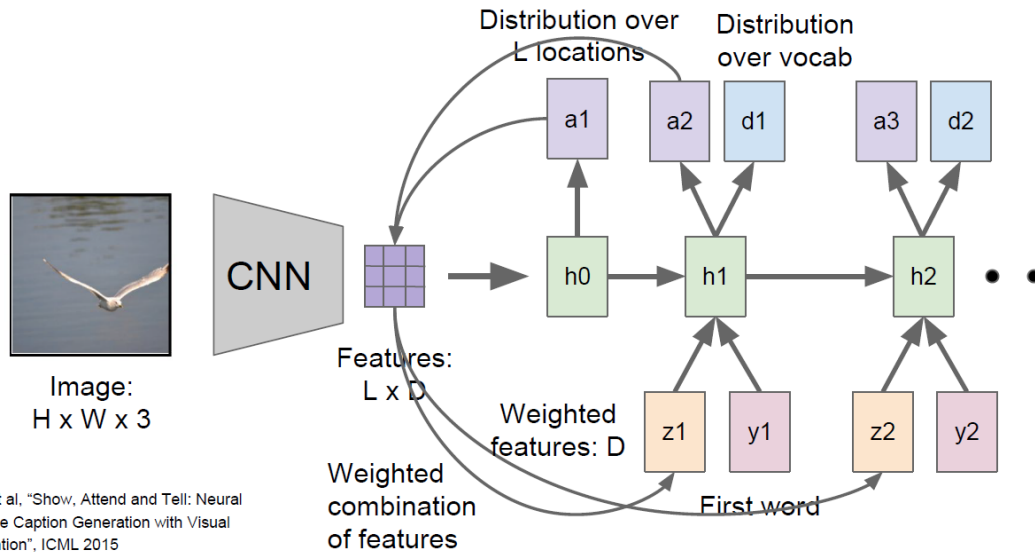 Distribution over
L locations
Distribution
over vocab
a1
a2
d1
a3
d2
CNN
h0
h1
h2
Features:
L x D
Image:
H x W x 3
Weighted
features: D
z1
y1
z2
y2
Weighted
combination
of features
First word
al, "Show, Attend and Tell: Neural
Caption Generation with Visual
ICML 2015